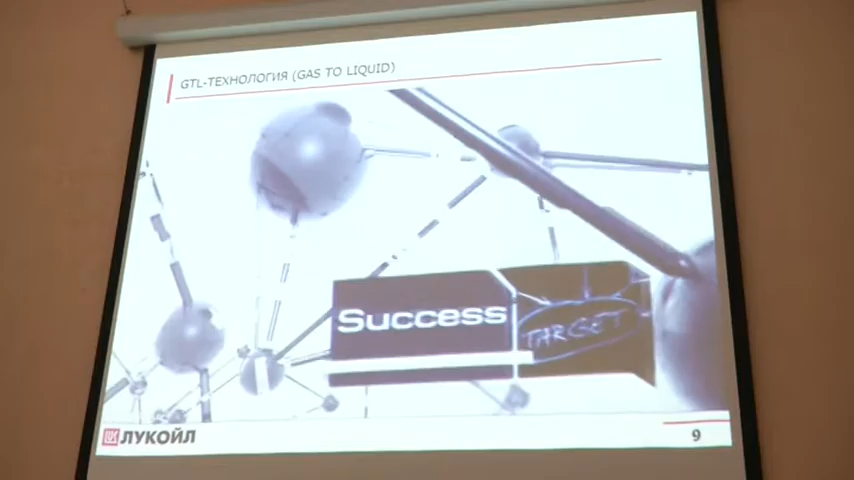 GTL-ТЕХНОЛОГИЯ (GAS TO LIQUID)
Success
TARGET
ЛУКОЙЛ
9